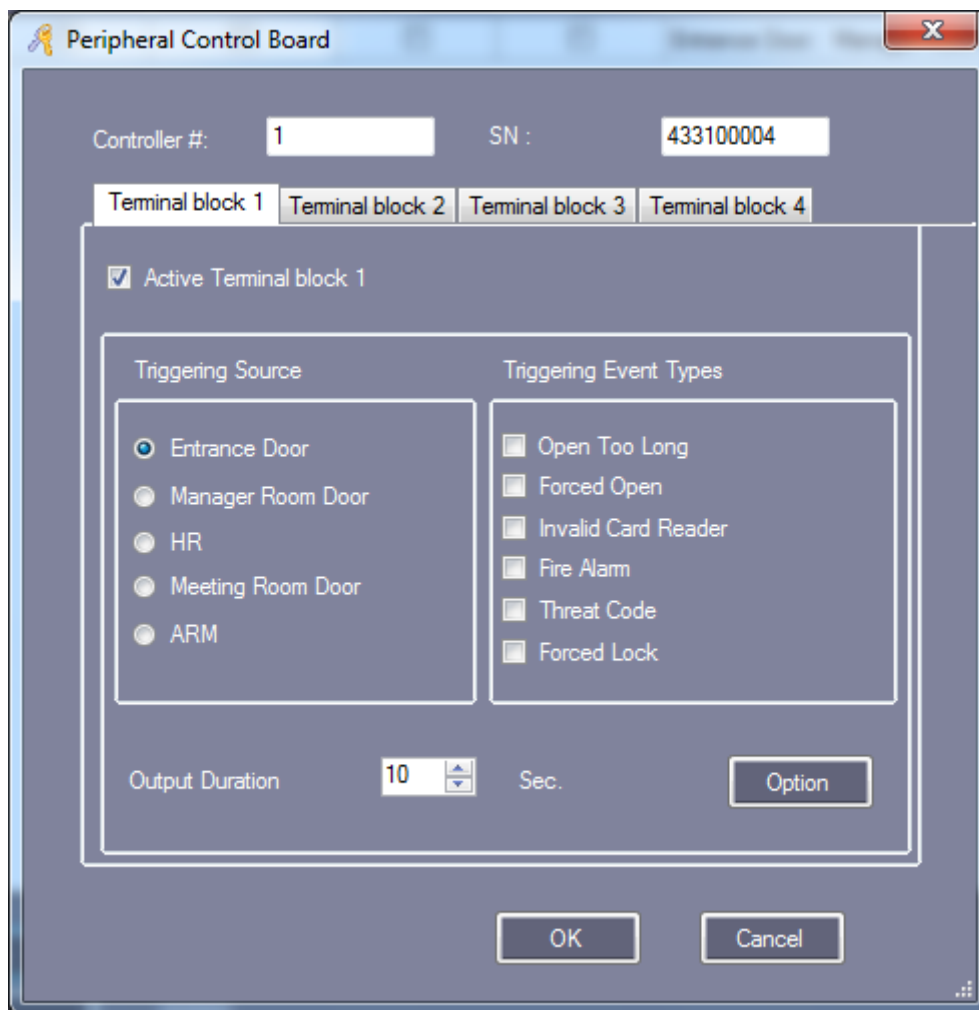 Peripheral Control Board
Controller #: 1 SN : 433100004
Terminal block 1 Terminal block 2 Terminal block 3 Terminal block 4
Active Terminal block 1
Triggering Source Triggering Event Types
Entrance Door Open Too Long
Manager Room Door Forced Open
HR Invalid Card Reader
Meeting Room Door Fire Alarm
ARM Threat Code
Forced Lock
Output Duration 10 Sec. Option
OK Cancel